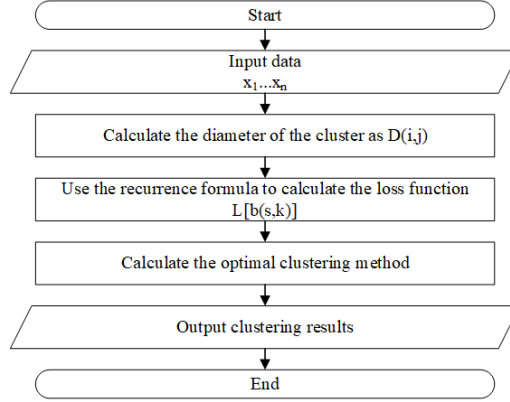 Start
Input data
x₁...xₙ
Calculate the diameter of the cluster as D(i,j)
Use the recurrence formula to calculate the loss function
L[b(s,k)]
Calculate the optimal clustering method
Output clustering results
End